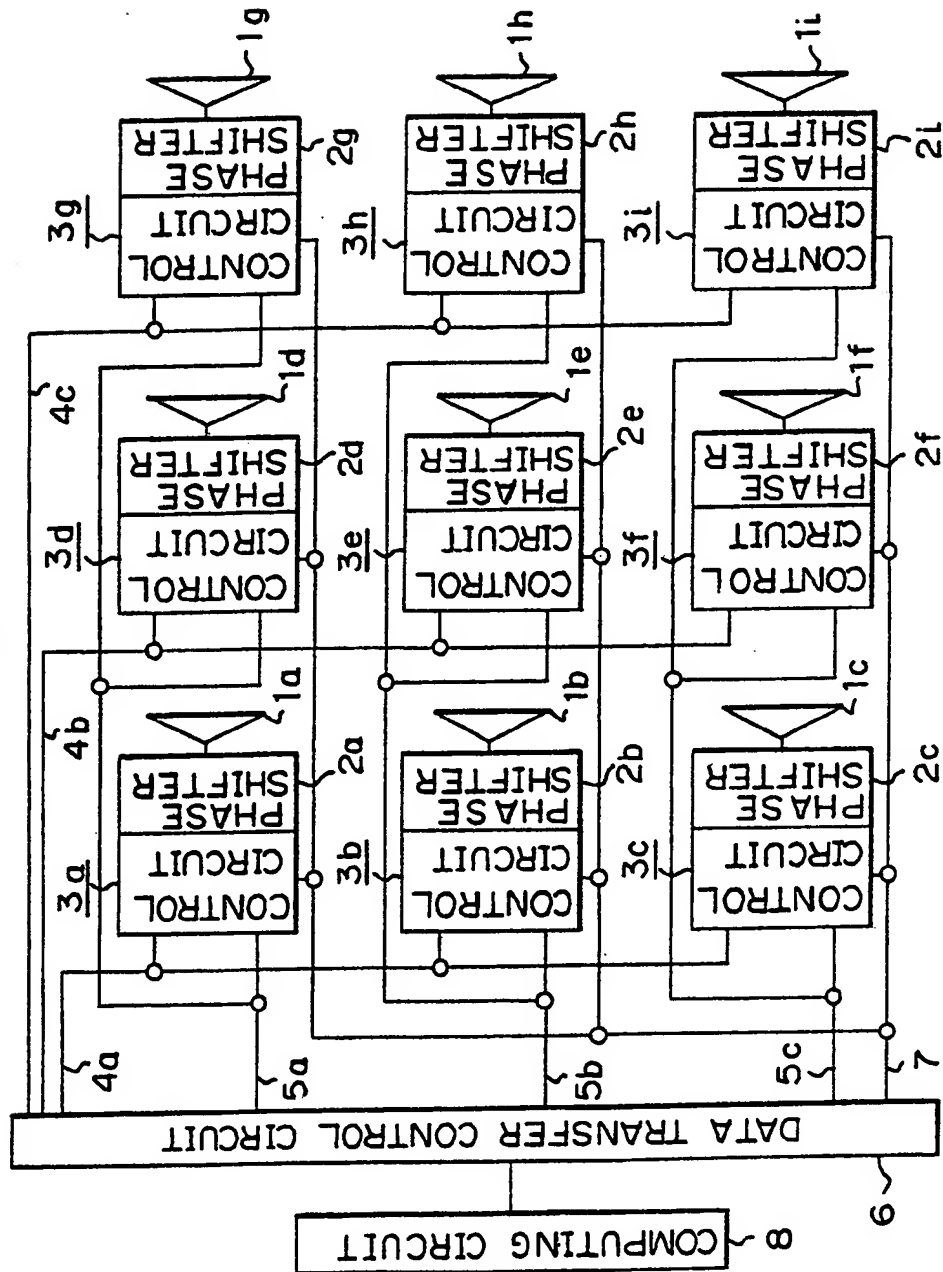 1g
1h
1i
PHASE
SHIFTER
PHASE
SHIFTER
PHASE
SHIFTER
2g
2h
2i
3g
3h
3i
CONTROL
CIRCUIT
CONTROL
CIRCUIT
CONTROL
CIRCUIT
4c
1d
1e
1f
PHASE
SHIFTER
PHASE
SHIFTER
PHASE
SHIFTER
2d
2e
2f
3d
3e
3f
CONTROL
CIRCUIT
CONTROL
CIRCUIT
CONTROL
CIRCUIT
4b
1a
1b
1c
PHASE
SHIFTER
PHASE
SHIFTER
PHASE
SHIFTER
2a
2b
2c
3a
3b
3c
CONTROL
CIRCUIT
CONTROL
CIRCUIT
CONTROL
CIRCUIT
4a
5a
5b
5c
7
DATA TRANSFER CONTROL CIRCUIT
6
COMPUTING CIRCUIT
8